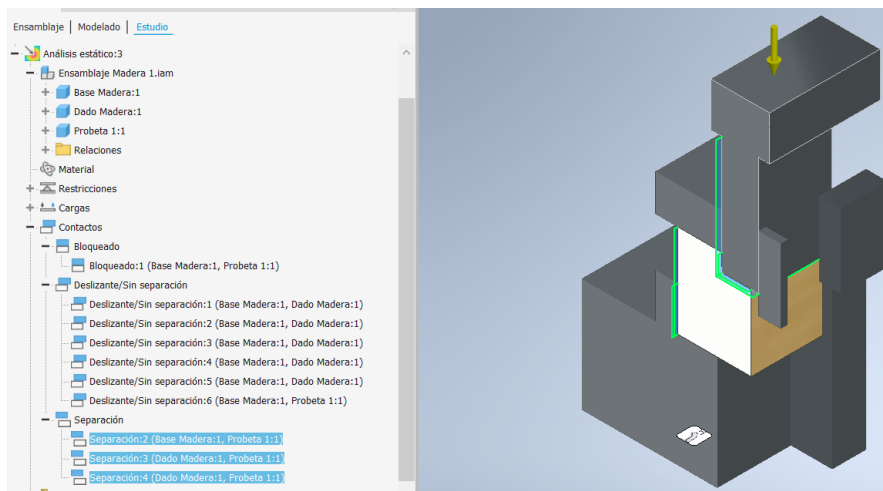 Ensamblaje | Modelado | Estudio
Análisis estático:3
Ensamblaje Madera 1.iam
Base Madera:1
Dado Madera:1
Probeta 1:1
Relaciones
Material
Restricciones
Cargas
Contactos
Bloqueado
Bloqueado:1 (Base Madera:1, Probeta 1:1)
Deslizante/Sin separación
Deslizante/Sin separación:1 (Base Madera:1, Dado Madera:1)
Deslizante/Sin separación:2 (Base Madera:1, Dado Madera:1)
Deslizante/Sin separación:3 (Base Madera:1, Dado Madera:1)
Deslizante/Sin separación:4 (Base Madera:1, Dado Madera:1)
Deslizante/Sin separación:5 (Base Madera:1, Dado Madera:1)
Deslizante/Sin separación:6 (Base Madera:1, Probeta 1:1)
Separación
Separación:2 (Base Madera:1, Probeta 1:1)
Separación:3 (Dado Madera:1, Probeta 1:1)
Separación:4 (Dado Madera:1, Probeta 1:1)